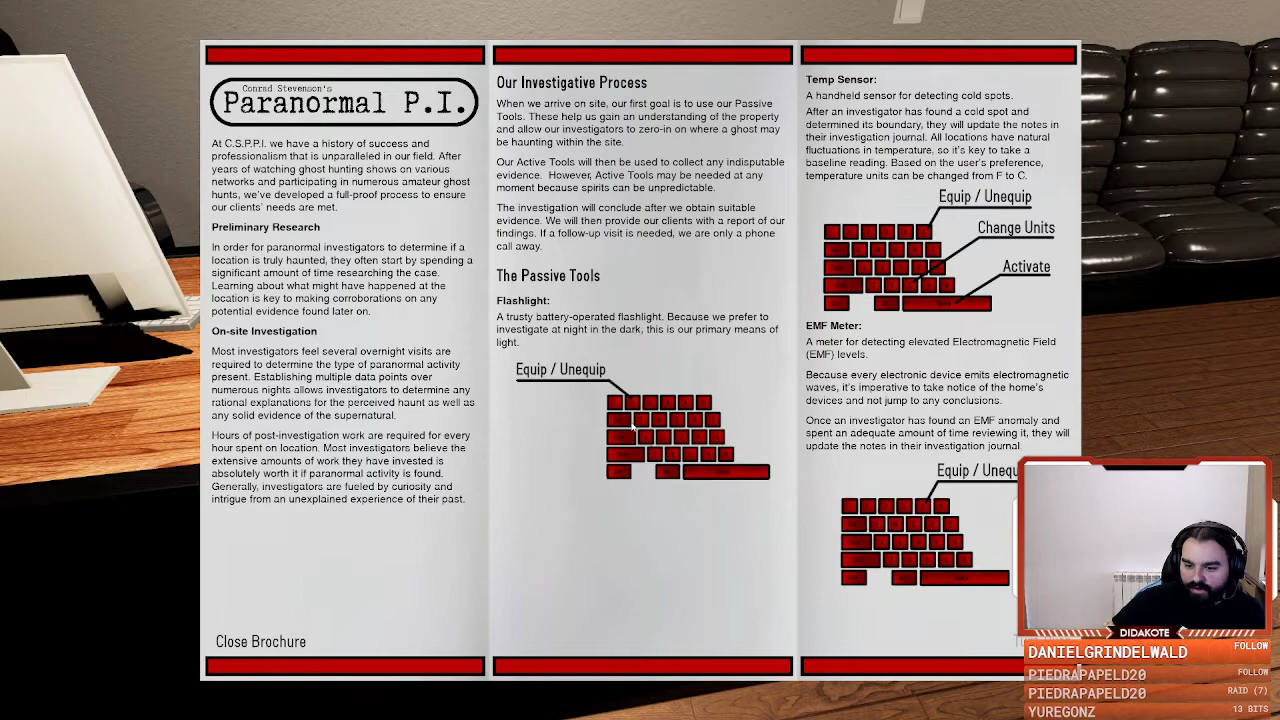 Conrad Stevenson's
Paranormal P.I.
At C.S.P.P.I. we have a history of success and
professionalism that is unparalleled in our field. After
years of watching ghost hunting shows on various
networks and participating in numerous amateur ghost
hunts, we've developed a full-proof process to ensure
our clients' needs are met.
Preliminary Research
In order for paranormal investigators to determine if a
location is truly haunted, they often start by spending a
significant amount of time researching the case.
Learning about what might have happened at the
location is key to making corroborations on any
potential evidence found later on.
On-site Investigation
Most investigators feel several overnight visits are
required to determine the type of paranormal activity
present. Establishing multiple data points over
numerous nights allows investigators to determine any
rational explanations for the perceived haunt as well as
any solid evidence of the supernatural.
Hours of post-investigation work are required for every
hour spent on location. Most investigators believe the
extensive amounts of work they have invested is
absolutely worth it if paranormal activity is found.
Generally, investigators are fueled by curiosity and
intrigue from an unexplained experience of their past.
Close Brochure
Our Investigative Process
When we arrive on site, our first goal is to use our Passive
Tools. These help us gain an understanding of the property
and allow our investigators to zero-in on where a ghost may
be haunting within the site.
Our Active Tools will then be used to collect any indisputable
evidence. However, Active Tools may be needed at any
moment because spirits can be unpredictable.
The investigation will conclude after we obtain suitable
evidence. We will then provide our clients with a report of our
findings. If a follow-up visit is needed, we are only a phone
call away.
The Passive Tools
Flashlight:
A trusty battery-operated flashlight. Because we prefer to
investigate at night in the dark, this is our primary means of
light.
Equip / Unequip
Temp Sensor:
A handheld sensor for detecting cold spots.
After an investigator has found a cold spot and
determined its boundary, they will update the notes in
their investigation journal. All locations have natural
fluctuations in temperature, so it's key to take a
baseline reading. Based on the user's preference,
temperature units can be changed from F to C.
Equip / Unequip
Change Units
Activate
EMF Meter:
A meter for detecting elevated Electromagnetic Field
(EMF) levels.
Because every electronic device emits electromagnetic
waves, it's imperative to take notice of the home's
devices and not jump to any conclusions.
Once an investigator has found an EMF anomaly and
spent an adequate amount of time reviewing it, they will
update the notes in their investigation journal.
Equip / Unequ
DIDAKOTE
DANIELGRINDELWALD FOLLOW
PIEDRAPAPELD20 FOLLOW
PIEDRAPAPELD20 RAID (7)
YUREGONZ 13 BITS